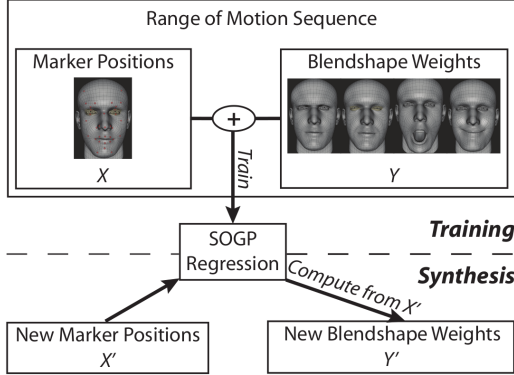 Range of Motion Sequence
Marker Positions
X
+
Blendshape Weights
Y
Train
SOGP
Regression
Training
Synthesis
Compute from X'
New Marker Positions
X'
New Blendshape Weights
Y'